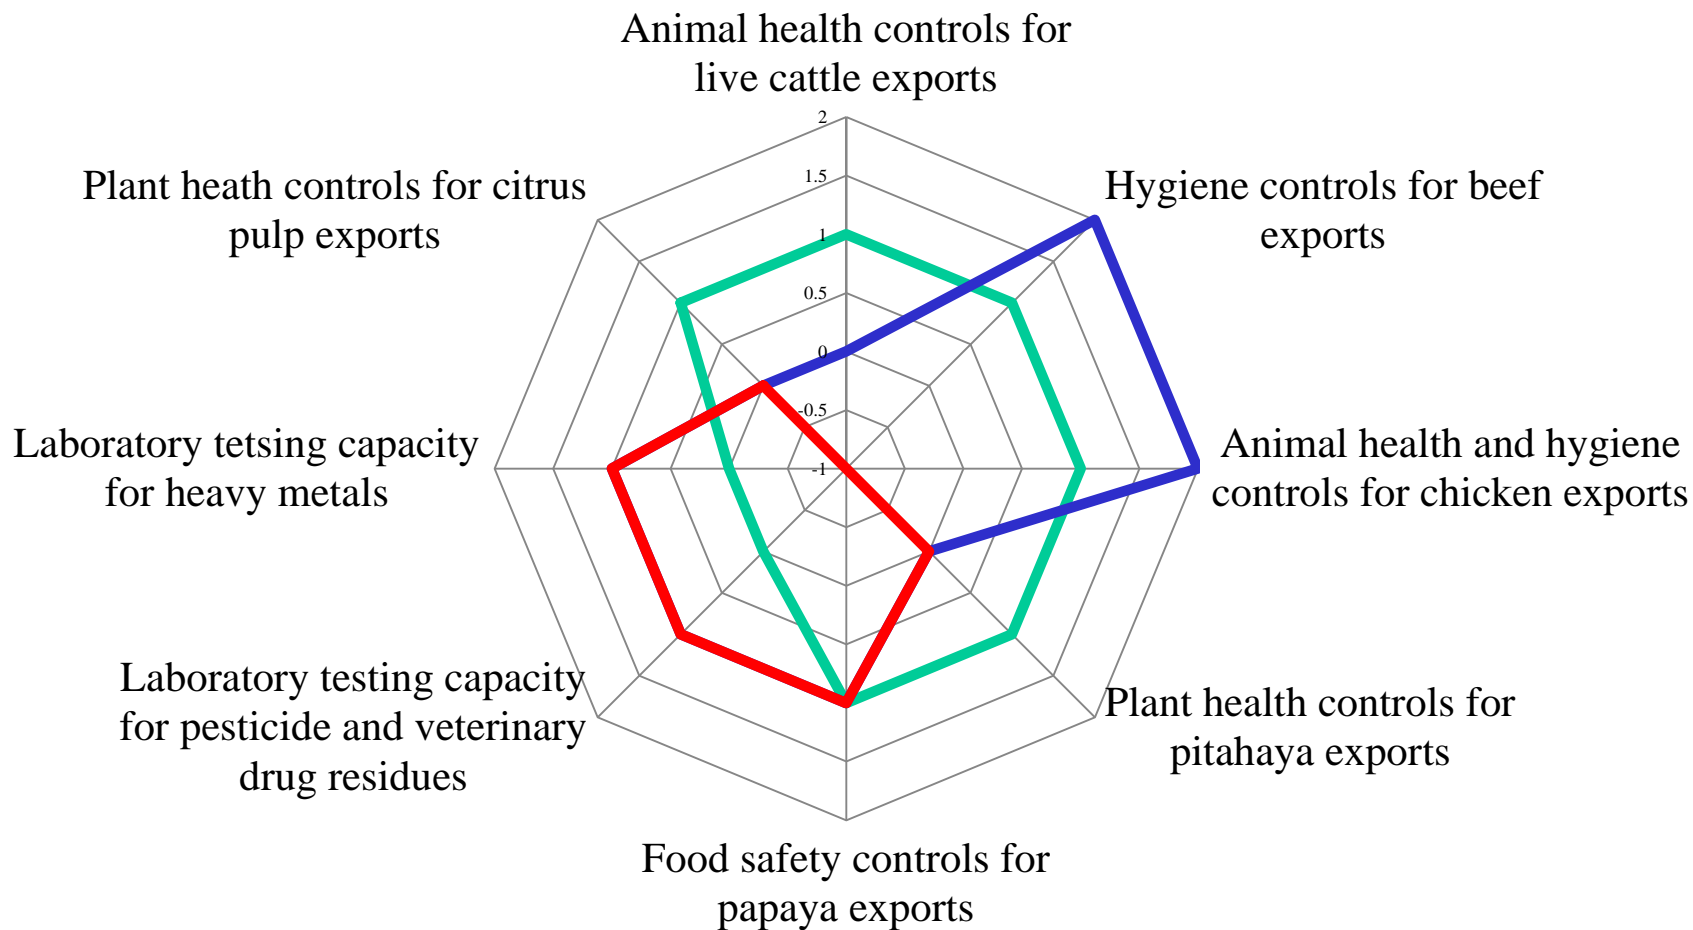 Animal health controls for
live cattle exports
2
1.5
1
0.5
0
-0.5
-1
Hygiene controls for beef
exports
Animal health and hygiene
controls for chicken exports
Plant health controls for
pitahaya exports
Food safety controls for
papaya exports
Laboratory testing capacity
for pesticide and veterinary
drug residues
Laboratory tetsing capacity
for heavy metals
Plant heath controls for citrus
pulp exports